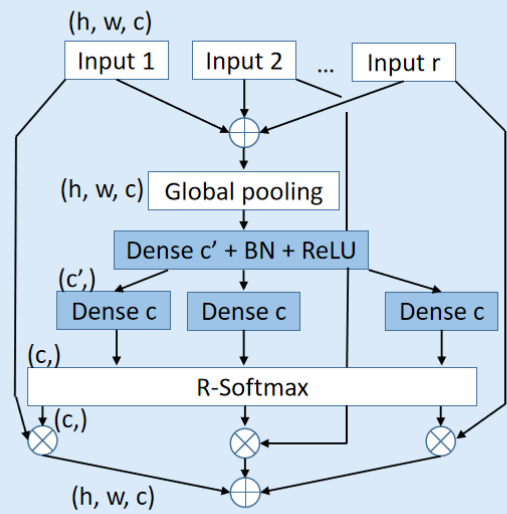 (h, w, c)
Input 1
Input 2
...
Input r
(h, w, c)
Global pooling
Dense c’ + BN + ReLU
(c’,)
Dense c
Dense c
Dense c
(c,)
R-Softmax
(c,)
(h, w, c)